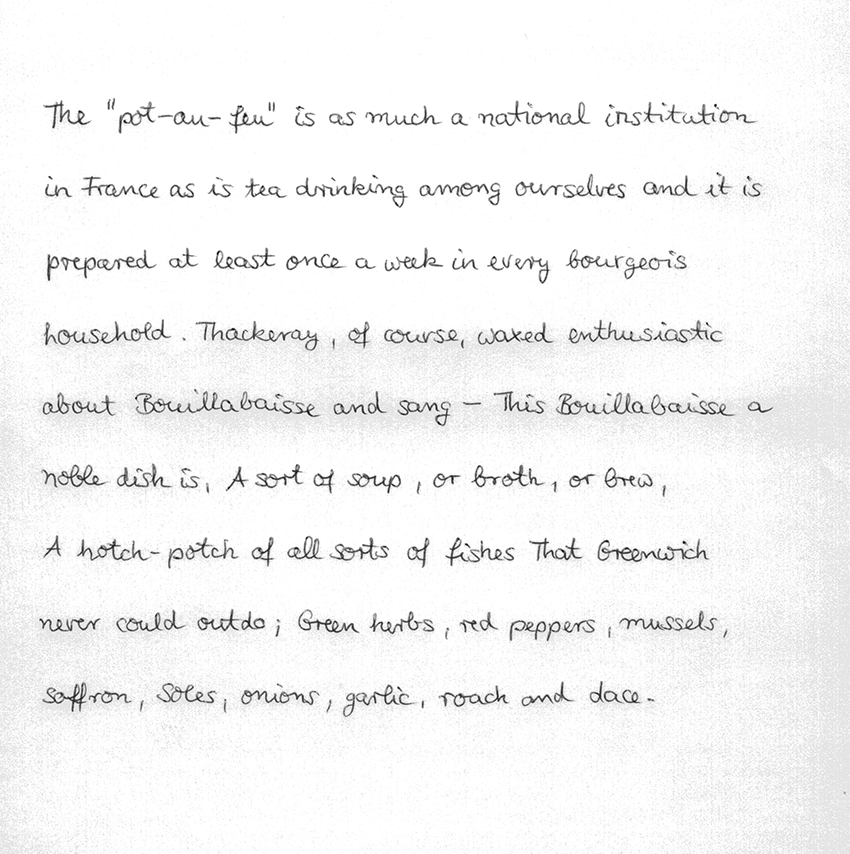 The "pot-au-feu" is as much a national institution
in France as is tea drinking among ourselves and it is
prepared at least once a week in every bourgeois
household. Thackeray, of course, waxed enthusiastic
about Bouillabaisse and sang - This Bouillabaisse a
noble dish is, A sort of soup, or broth, or brew,
A hotch-potch of all sorts of fishes That Greenwich
never could outdo; Green herbs, red peppers, mussels,
saffron, Soles, onions, garlic, roach and dace.